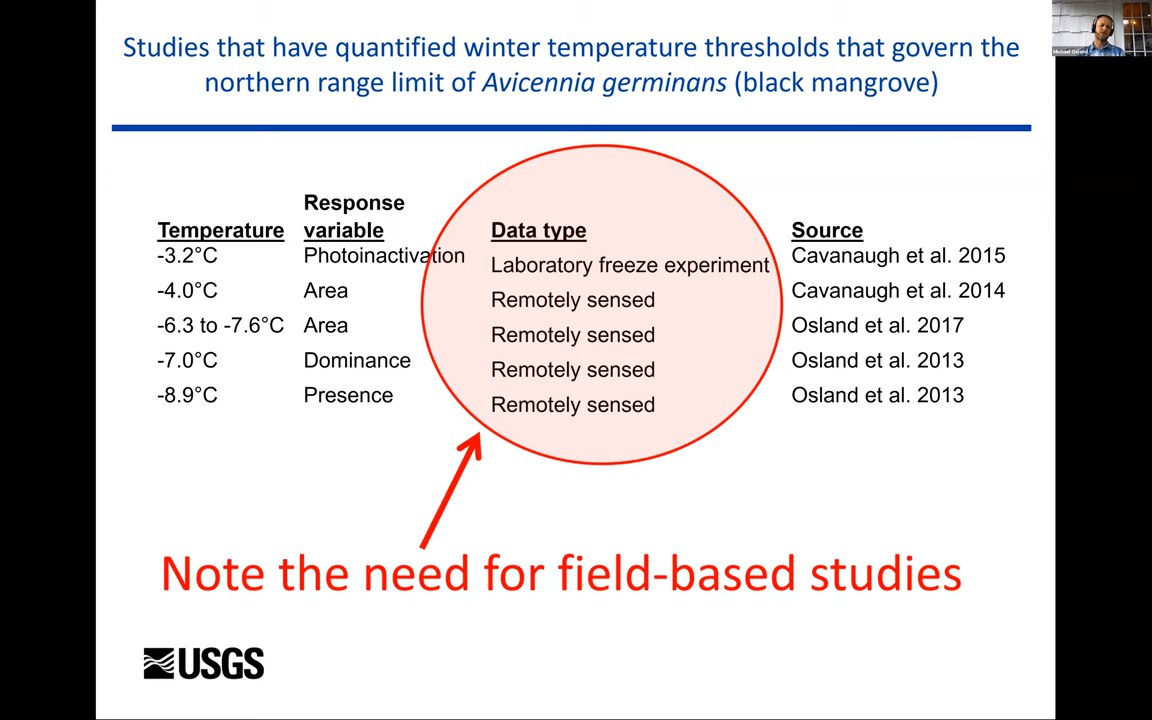 Studies that have quantified winter temperature thresholds that govern the
northern range limit of Avicennia germinans (black mangrove)
Response
Temperature variable Data type Source
-3.2°C Photoinactivation Laboratory freeze experiment Cavanaugh et al. 2015
-4.0°C Area Remotely sensed Cavanaugh et al. 2014
-6.3 to -7.6°C Area Remotely sensed Osland et al. 2017
-7.0°C Dominance Remotely sensed Osland et al. 2013
-8.9°C Presence Remotely sensed Osland et al. 2013
Note the need for field-based studies
USGS
Michael Osland